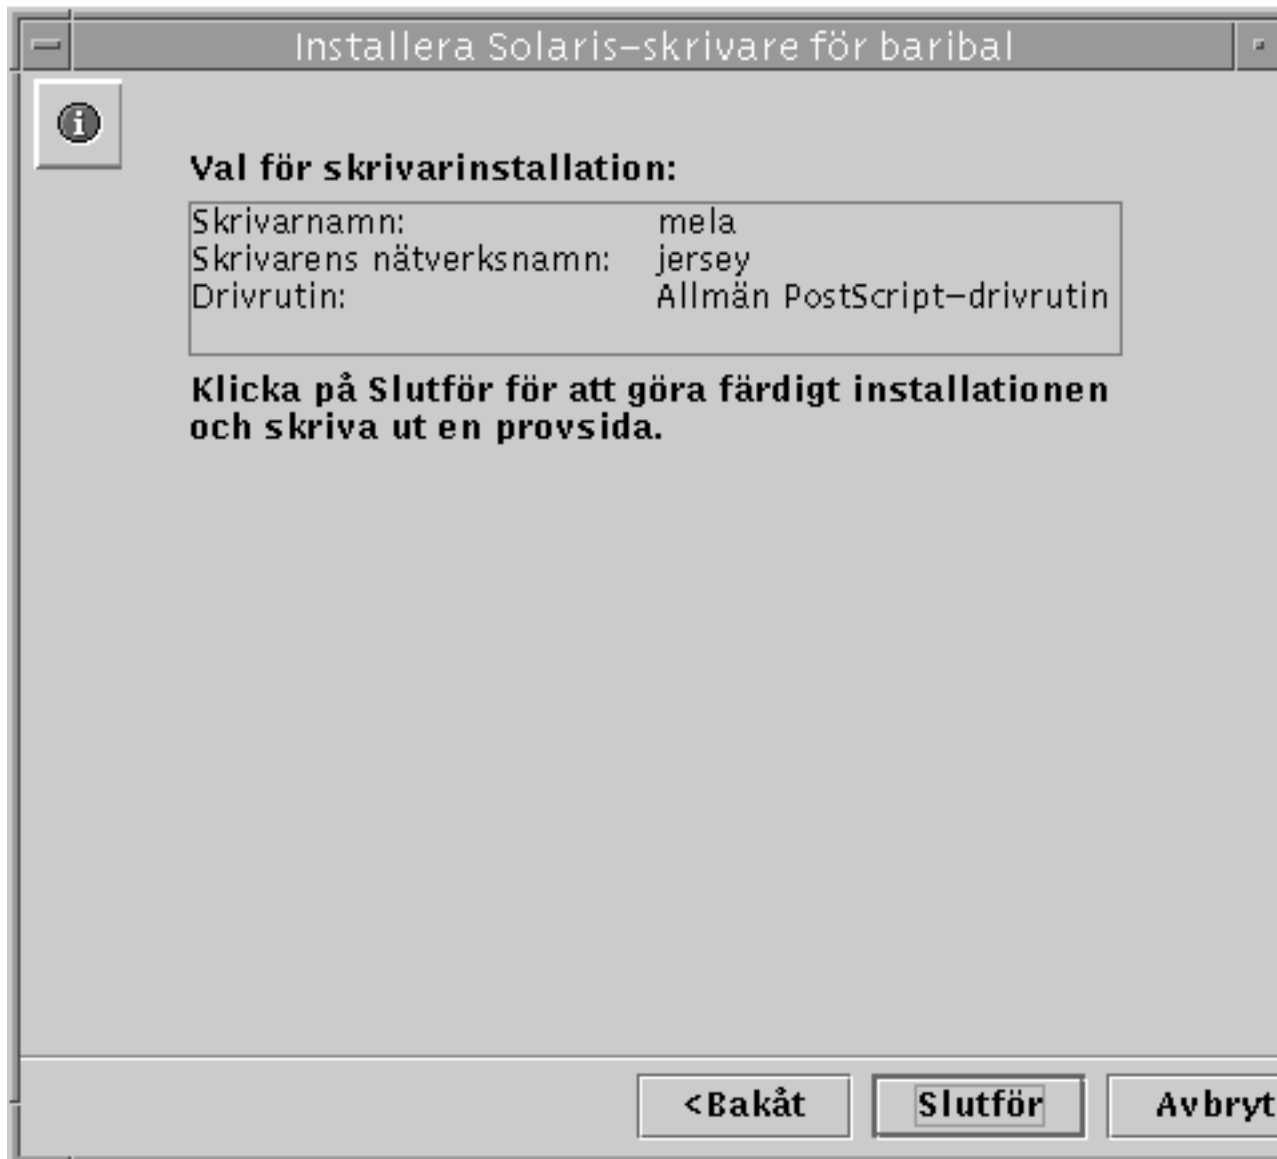 Installera Solaris–skrivare för baribal
Val för skrivarinstallation:
Skrivarnamn: mela
Skrivarens nätverksnamn: jersey
Drivrutin: Allmän PostScript–drivrutin
Klicka på Slutför för att göra färdigt installationen
och skriva ut en provsida.
<Bakåt Slutför Avbryt